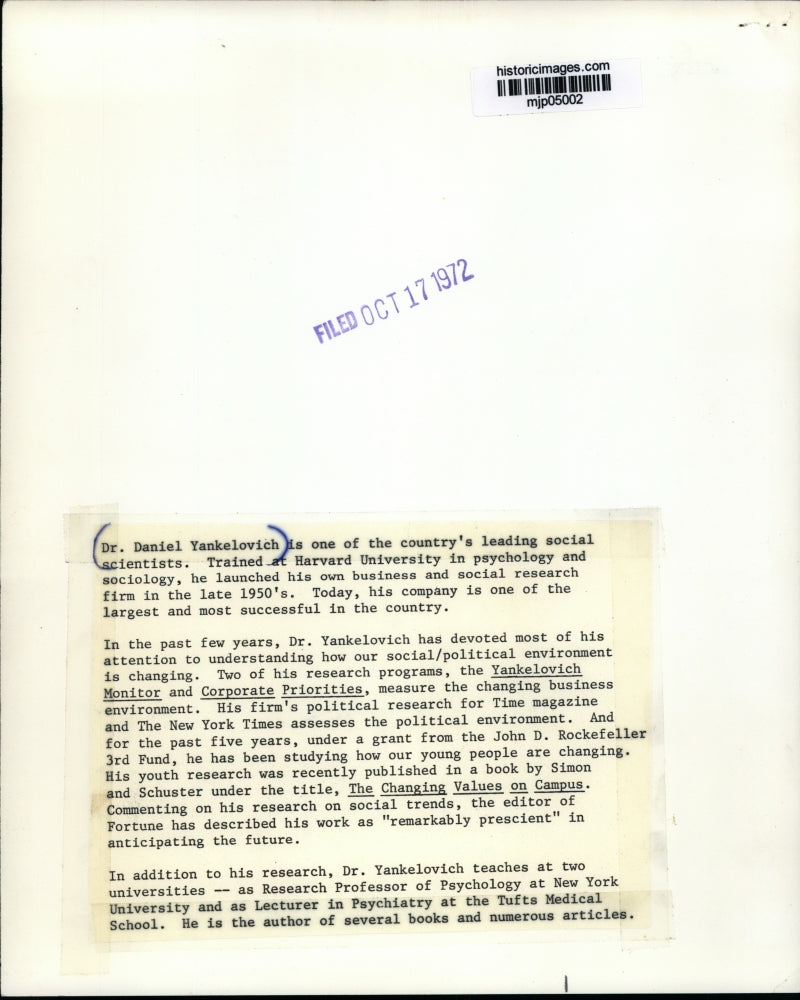 historicimages.com
mjp05002
FILED OCT 17 1972
Dr. Daniel Yankelovich is one of the country's leading social
scientists. Trained at Harvard University in psychology and
sociology, he launched his own business and social research
firm in the late 1950's. Today, his company is one of the
largest and most successful in the country.
In the past few years, Dr. Yankelovich has devoted most of his
attention to understanding how our social/political environment
is changing. Two of his research programs, the Yankelovich
Monitor and Corporate Priorities, measure the changing business
environment. His firm's political research for Time magazine
and The New York Times assesses the political environment. And
for the past five years, under a grant from the John D. Rockefeller
3rd Fund, he has been studying how our young people are changing.
His youth research was recently published in a book by Simon
and Schuster under the title, The Changing Values on Campus.
Commenting on his research on social trends, the editor of
Fortune has described his work as "remarkably prescient" in
anticipating the future.
In addition to his research, Dr. Yankelovich teaches at two
universities -- as Research Professor of Psychology at New York
University and as Lecturer in Psychiatry at the Tufts Medical
School. He is the author of several books and numerous articles.